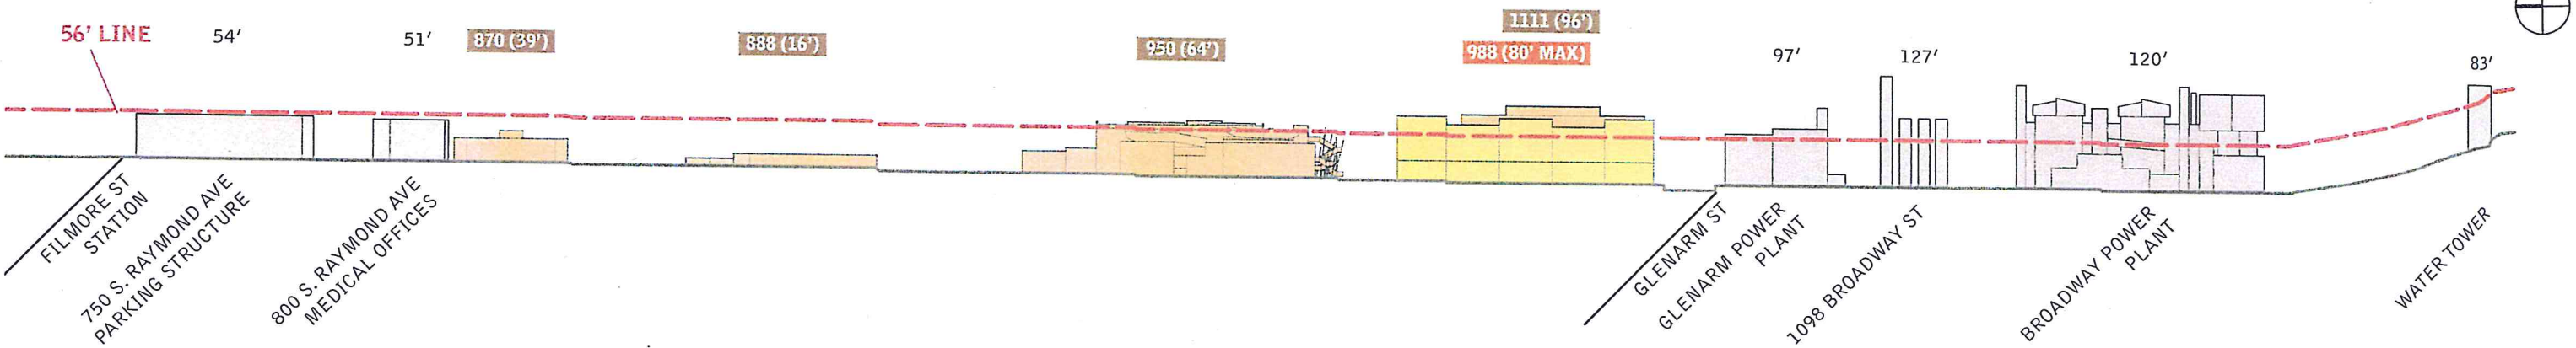 56' LINE
54'
51'
870 (39')
888 (16')
950 (64')
1111 (96')
988 (80' MAX)
97'
127'
120'
83'
FILMORE ST
STATION
750 S. RAYMOND AVE
PARKING STRUCTURE
800 S. RAYMOND AVE
MEDICAL OFFICES
GLENARM ST
GLENARM POWER
PLANT
1098 BROADWAY ST
BROADWAY POWER
PLANT
WATER TOWER